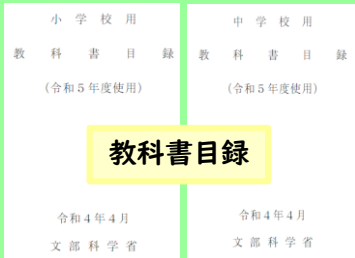 小学校用
教科書目録
(令和5年度使用)
令和4年4月
文部科学省
中学校用
教科書目録
(令和5年度使用)
令和4年4月
文部科学省
教科書目録